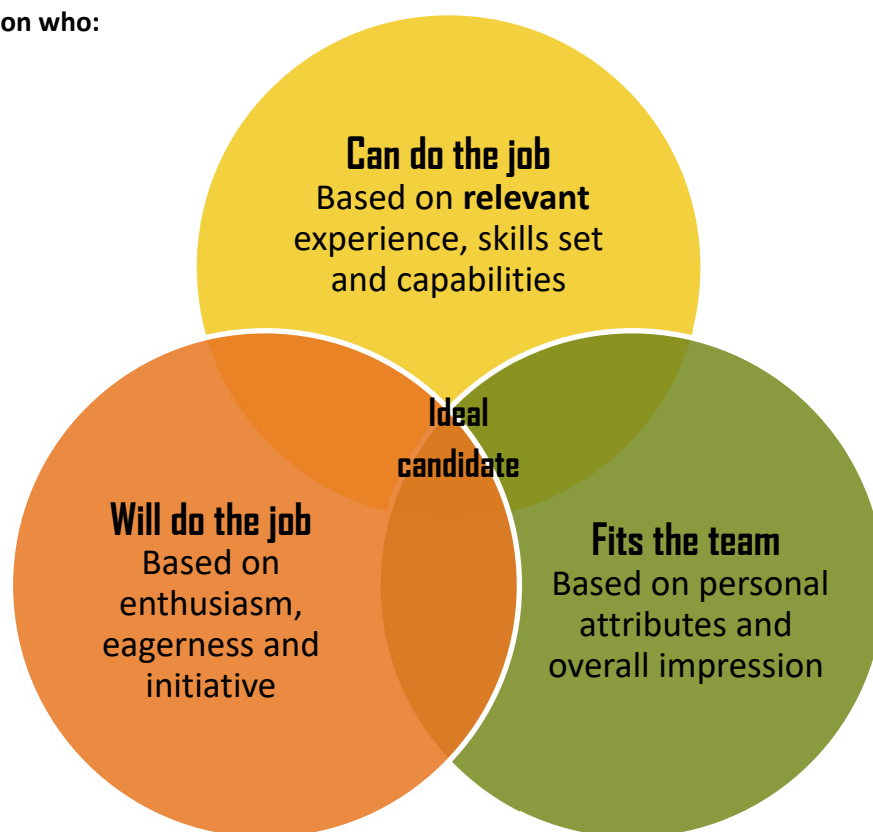 on who:
Can do the job
Based on relevant
experience, skills set
and capabilities
Ideal
candidate
Will do the job
Based on
enthusiasm,
eagerness and
initiative
Fits the team
Based on personal
attributes and
overall impression